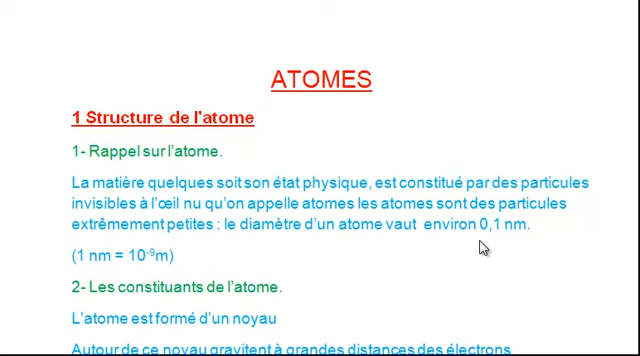 ATOMES
1 Structure de l'atome
1- Rappel sur l'atome.
La matière quelques soit son état physique, est constitué par des particules
invisibles à l'œil nu qu'on appelle atomes les atomes sont des particules
extrêmement petites : le diamètre d'un atome vaut environ 0,1 nm.
(1 nm = 10⁻⁹m)
2- Les constituants de l'atome.
L'atome est formé d'un noyau
Autour de ce noyau gravitent à grandes distances des électrons